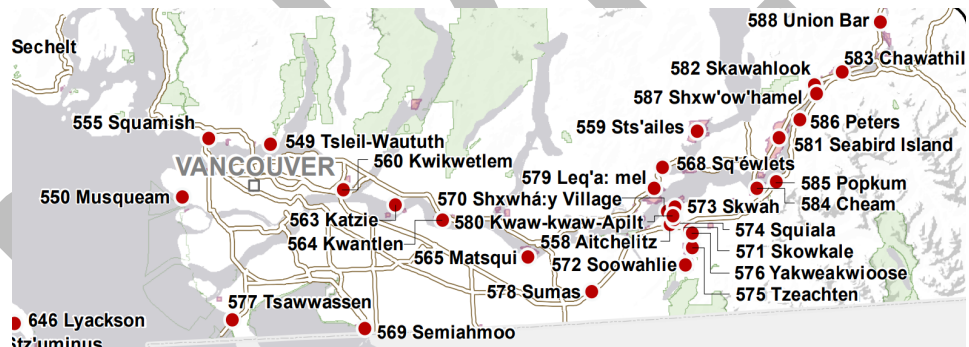 588 Union Bar
Sechelt
583 Chawathil
582 Skawahlook
587 Shxw'ow'hamel
555 Squamish
586 Peters
559 Sts'ailes
549 Tsleil-Waututh
581 Seabird Island
VANCOUVER
560 Kwikwetlem
568 Sq'éwlets
579 Leq'a: mel
585 Popkum
550 Musqueam
570 Shxwhá:y Village
573 Skwah
584 Cheam
563 Katzie
580 Kwaw-kwaw-Apilt
574 Squiala
564 Kwantlen
558 Aitchelitz
571 Skowkale
565 Matsqui
572 Soowahlie
576 Yakweakwioose
578 Sumas
575 Tzeachten
577 Tsawwassen
646 Lyackson
569 Semiahmoo
Stz'uminus